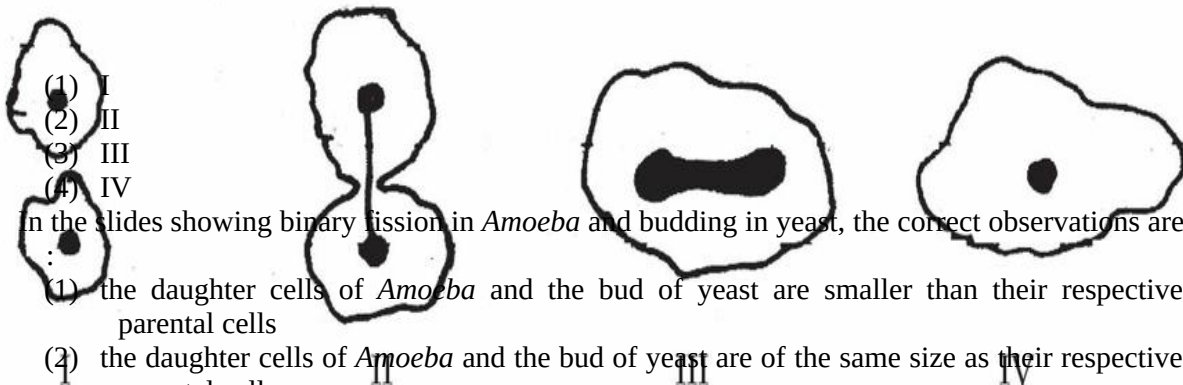 (1) I
(2) II
(3) III
(4) IV
In the slides showing binary fission in Amoeba and budding in yeast, the correct observations are
:
(1) the daughter cells of Amoeba and the bud of yeast are smaller than their respective
parental cells
(2) the daughter cells of Amoeba and the bud of yeast are of the same size as their respective
I II III IV